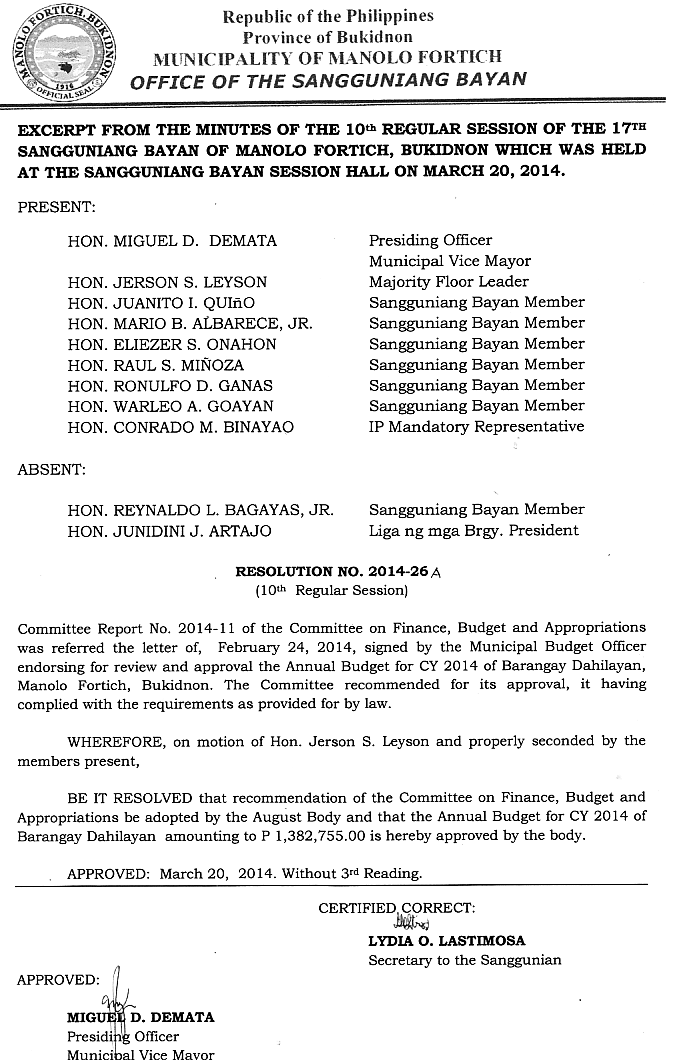 MANOLO FORTICH, BUKIDNON
1914
OFFICIAL SEAL
Republic of the Philippines
Province of Bukidnon
MUNICIPALITY OF MANOLO FORTICH
OFFICE OF THE SANGGUNIANG BAYAN
EXCERPT FROM THE MINUTES OF THE 10th REGULAR SESSION OF THE 17TH
SANGGUNIANG BAYAN OF MANOLO FORTICH, BUKIDNON WHICH WAS HELD
AT THE SANGGUNIANG BAYAN SESSION HALL ON MARCH 20, 2014.
PRESENT:
HON. MIGUEL D. DEMATA Presiding Officer
Municipal Vice Mayor
HON. JERSON S. LEYSON Majority Floor Leader
HON. JUANITO I. QUIñO Sangguniang Bayan Member
HON. MARIO B. ALBARECE, JR. Sangguniang Bayan Member
HON. ELIEZER S. ONAHON Sangguniang Bayan Member
HON. RAUL S. MIÑOZA Sangguniang Bayan Member
HON. RONULFO D. GANAS Sangguniang Bayan Member
HON. WARLEO A. GOAYAN Sangguniang Bayan Member
HON. CONRADO M. BINAYAO IP Mandatory Representative
ABSENT:
HON. REYNALDO L. BAGAYAS, JR. Sangguniang Bayan Member
HON. JUNIDINI J. ARTAJO Liga ng mga Brgy. President
RESOLUTION NO. 2014-26 A
(10th Regular Session)
Committee Report No. 2014-11 of the Committee on Finance, Budget and Appropriations
was referred the letter of, February 24, 2014, signed by the Municipal Budget Officer
endorsing for review and approval the Annual Budget for CY 2014 of Barangay Dahilayan,
Manolo Fortich, Bukidnon. The Committee recommended for its approval, it having
complied with the requirements as provided for by law.
WHEREFORE, on motion of Hon. Jerson S. Leyson and properly seconded by the
members present,
BE IT RESOLVED that recommendation of the Committee on Finance, Budget and
Appropriations be adopted by the August Body and that the Annual Budget for CY 2014 of
Barangay Dahilayan amounting to P 1,382,755.00 is hereby approved by the body.
APPROVED: March 20, 2014. Without 3rd Reading.
CERTIFIED CORRECT:
LYDIA O. LASTIMOSA
Secretary to the Sanggunian
APPROVED:
MIGUEL D. DEMATA
Presiding Officer
Municipal Vice Mayor